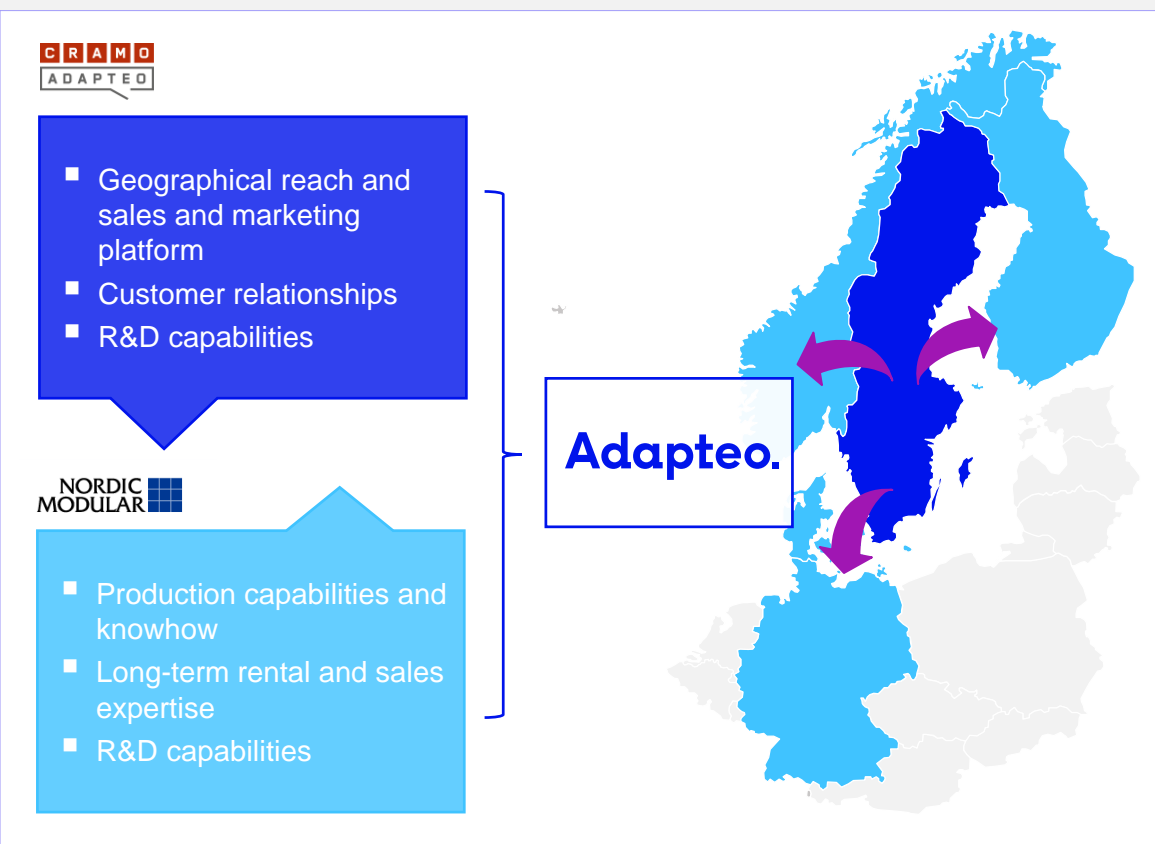 CRAMO
ADAPTEO
▪ Geographical reach and
sales and marketing
platform
▪ Customer relationships
▪ R&D capabilities
NORDIC
MODULAR
▪ Production capabilities and
knowhow
▪ Long-term rental and sales
expertise
▪ R&D capabilities
Adapteo.